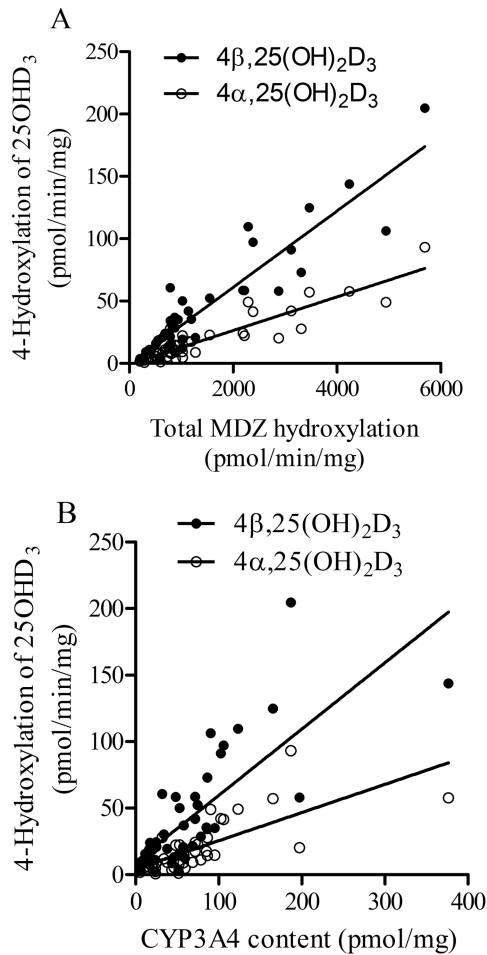 A
4β,25(OH)₂D₃
4α,25(OH)₂D₃
4-Hydroxylation of 25OHD₃
(pmol/min/mg)
250
200
150
100
50
0
0 2000 4000 6000
Total MDZ hydroxylation
(pmol/min/mg)
B
4β,25(OH)₂D₃
4α,25(OH)₂D₃
4-Hydroxylation of 25OHD₃
(pmol/min/mg)
250
200
150
100
50
0
0 100 200 300 400
CYP3A4 content (pmol/mg)